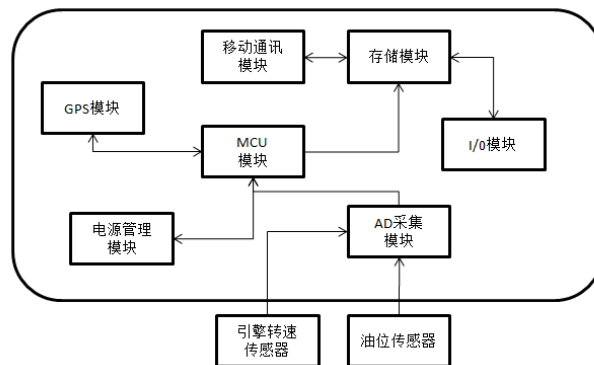 移动通讯
模块
存储模块
GPS模块
MCU
模块
I/0模块
电源管理
模块
AD采集
模块
引擎转速
传感器
油位传感器